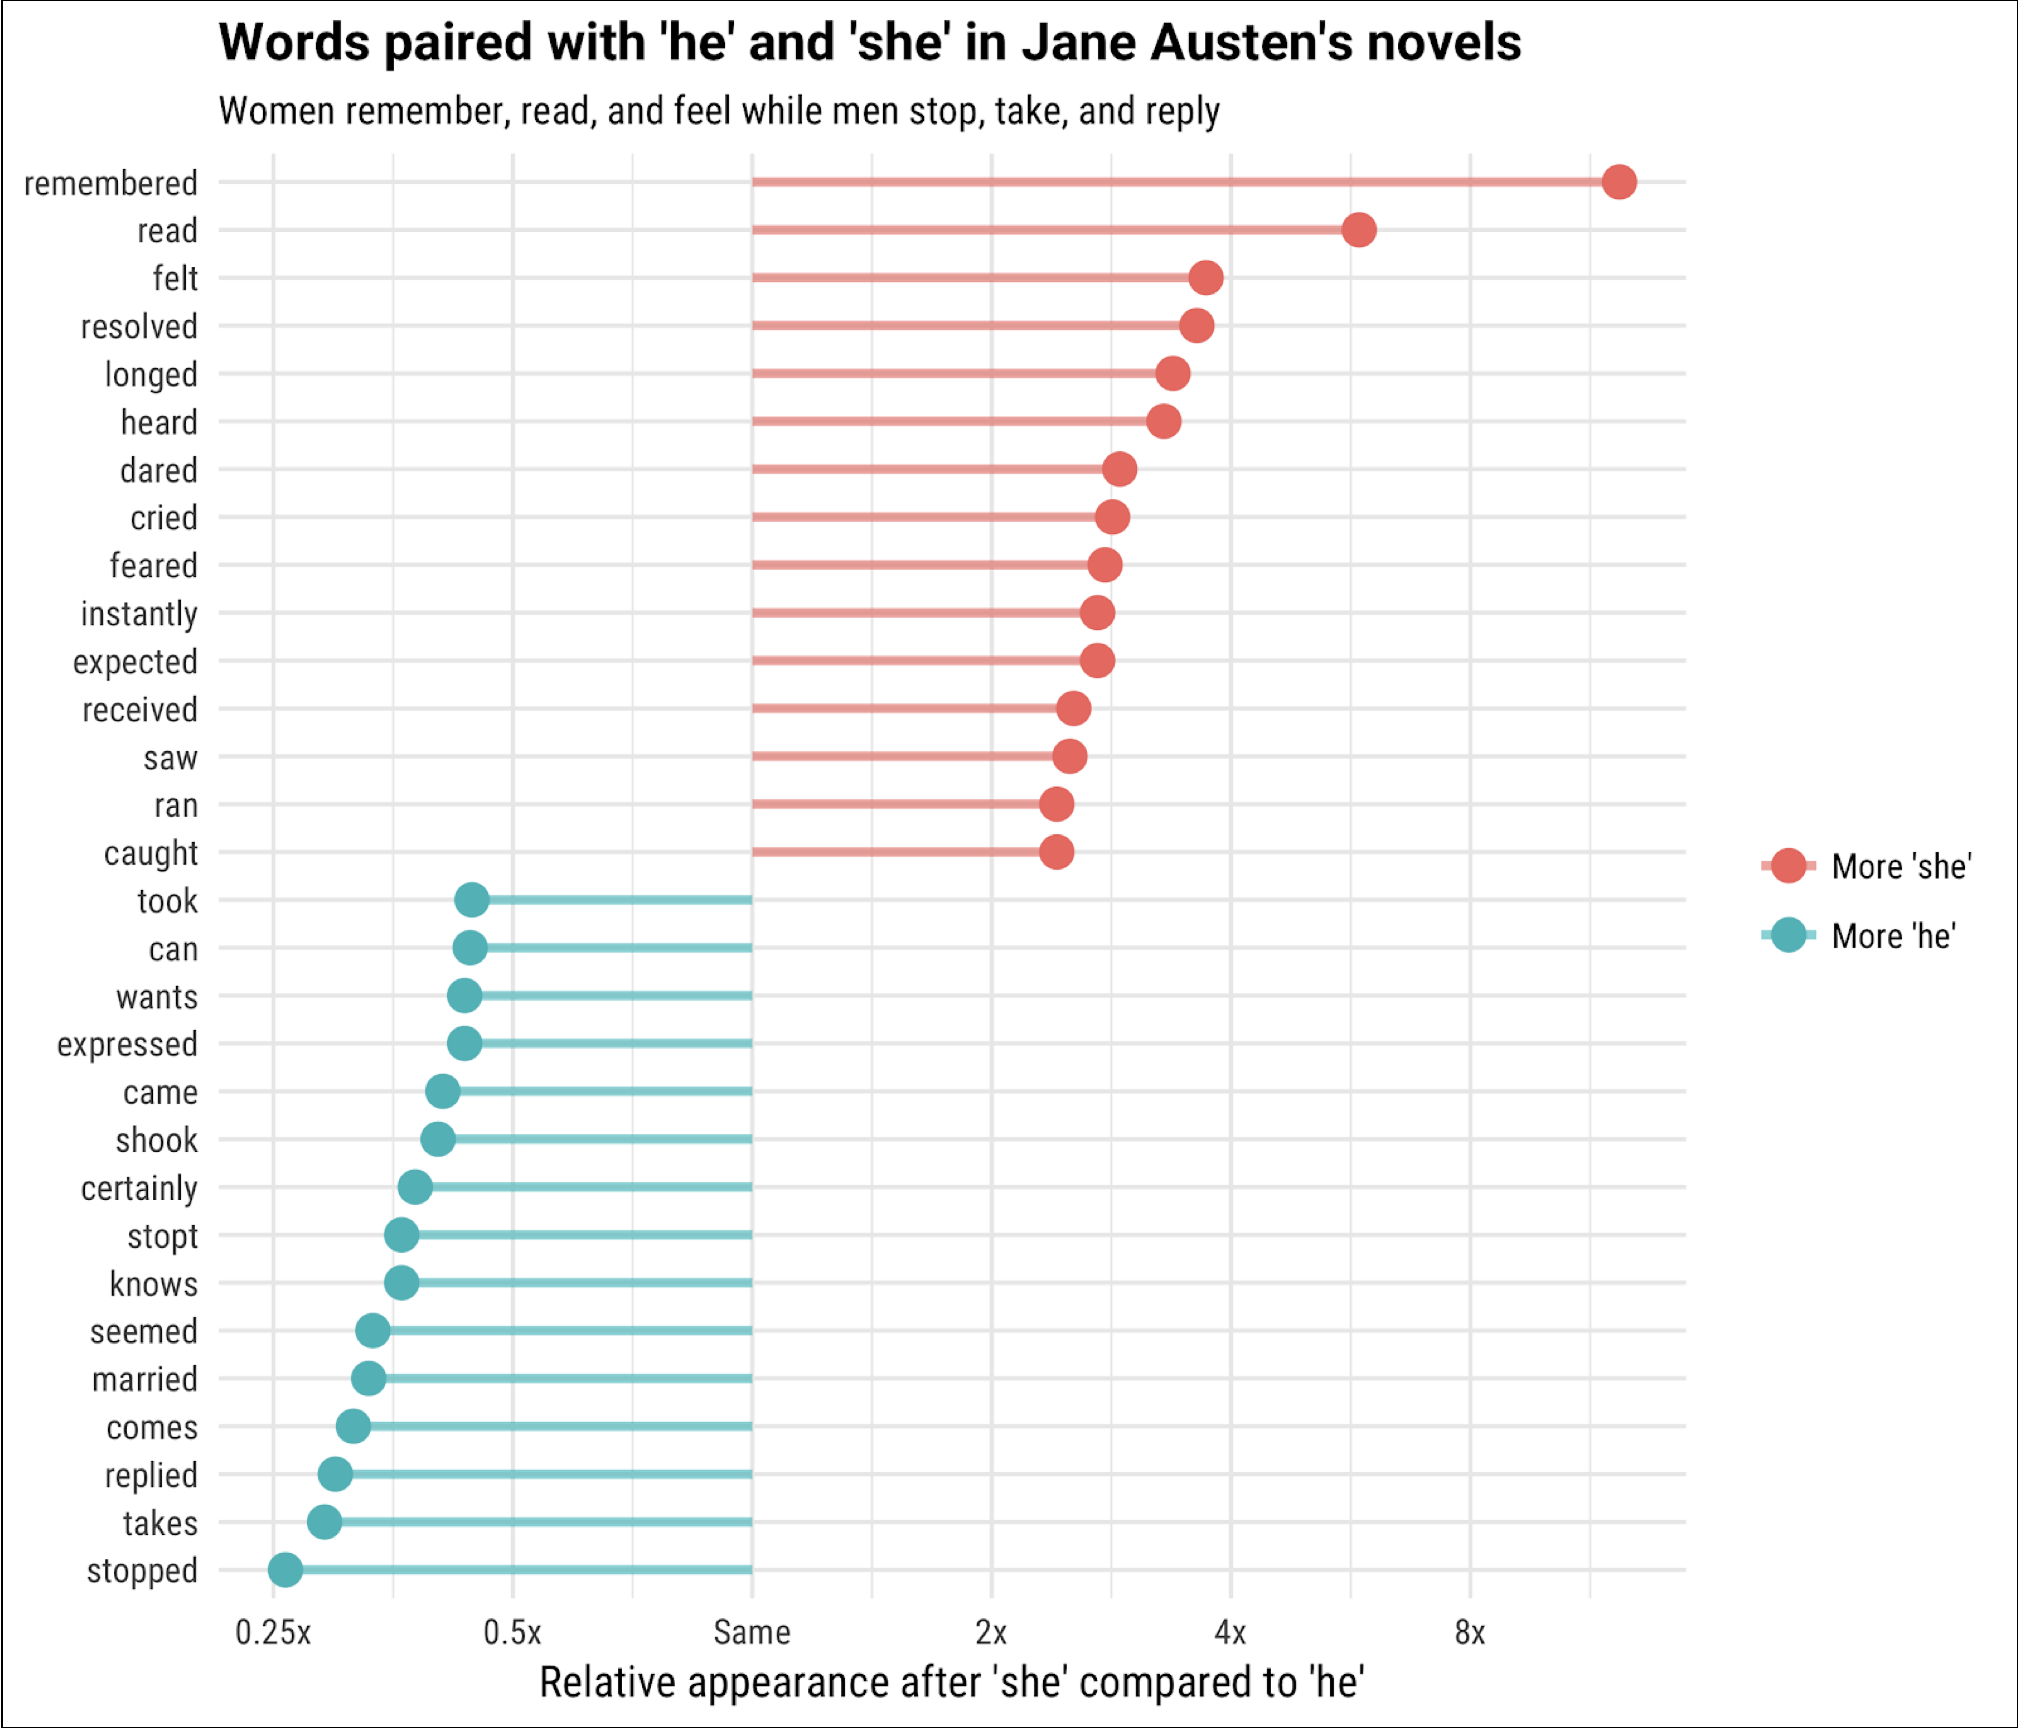 Words paired with 'he' and 'she' in Jane Austen's novels
Women remember, read, and feel while men stop, take, and reply
remembered
read
felt
resolved
longed
heard
dared
cried
feared
instantly
expected
received
saw
ran
caught
took
can
wants
expressed
came
shook
certainly
stopt
knows
seemed
married
comes
replied
takes
stopped
More 'she'
More 'he'
0.25x 0.5x Same 2x 4x 8x
Relative appearance after 'she' compared to 'he'